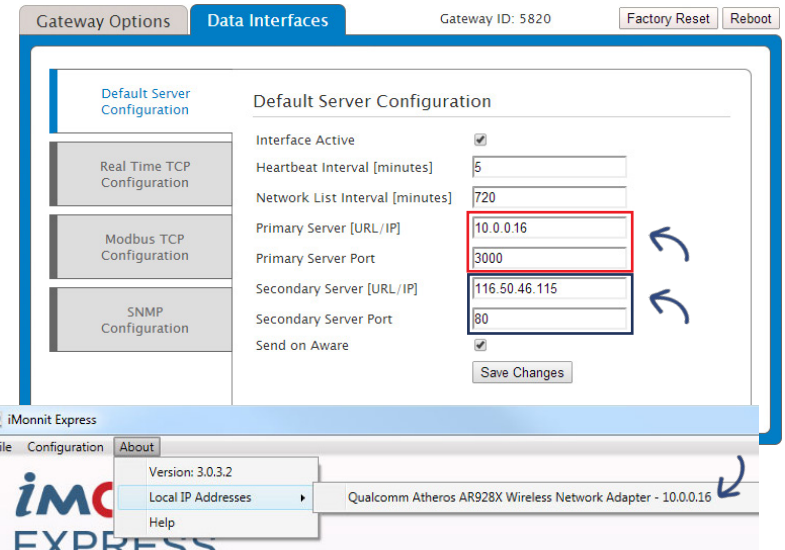 Gateway Options
Data Interfaces
Gateway ID: 5820
Factory Reset
Reboot
Default Server
Configuration
Real Time TCP
Configuration
Modbus TCP
Configuration
SNMP
Configuration
Default Server Configuration
Interface Active
Heartbeat Interval [minutes] 5
Network List Interval [minutes] 720
Primary Server [URL/IP] 10.0.0.16
Primary Server Port 3000
Secondary Server [URL/IP] 116.50.46.115
Secondary Server Port 80
Send on Aware
Save Changes
iMonnit Express
ile Configuration About
Version: 3.0.3.2
Local IP Addresses
Qualcomm Atheros AR928X Wireless Network Adapter - 10.0.0.16
Help
EXPRESS